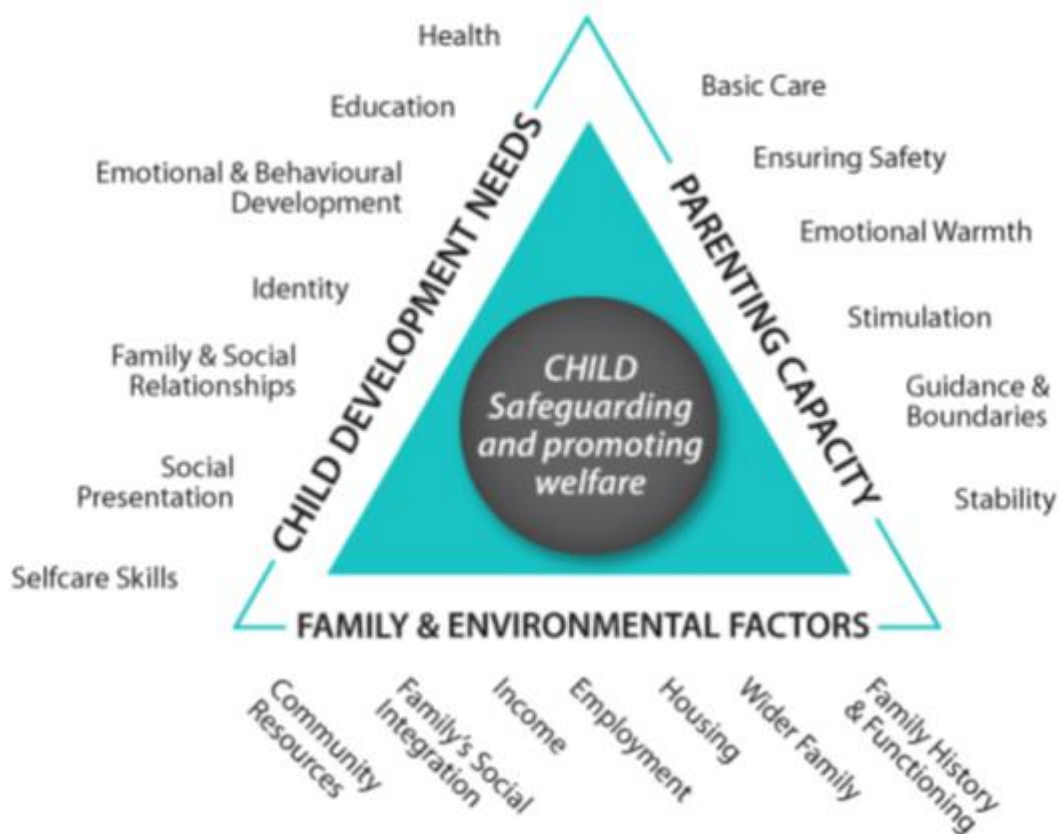 Health
Education
Emotional & Behavioural
Development
Identity
Family & Social
Relationships
Social
Presentation
Selfcare Skills
CHILD DEVELOPMENT NEEDS
Basic Care
Ensuring Safety
Emotional Warmth
Stimulation
Guidance &
Boundaries
Stability
PARENTING CAPACITY
CHILD
Safeguarding
and promoting
welfare
FAMILY & ENVIRONMENTAL FACTORS
Community
Resources
Family's Social
Integration
Income
Employment
Housing
Wider Family
Family History
& Functioning